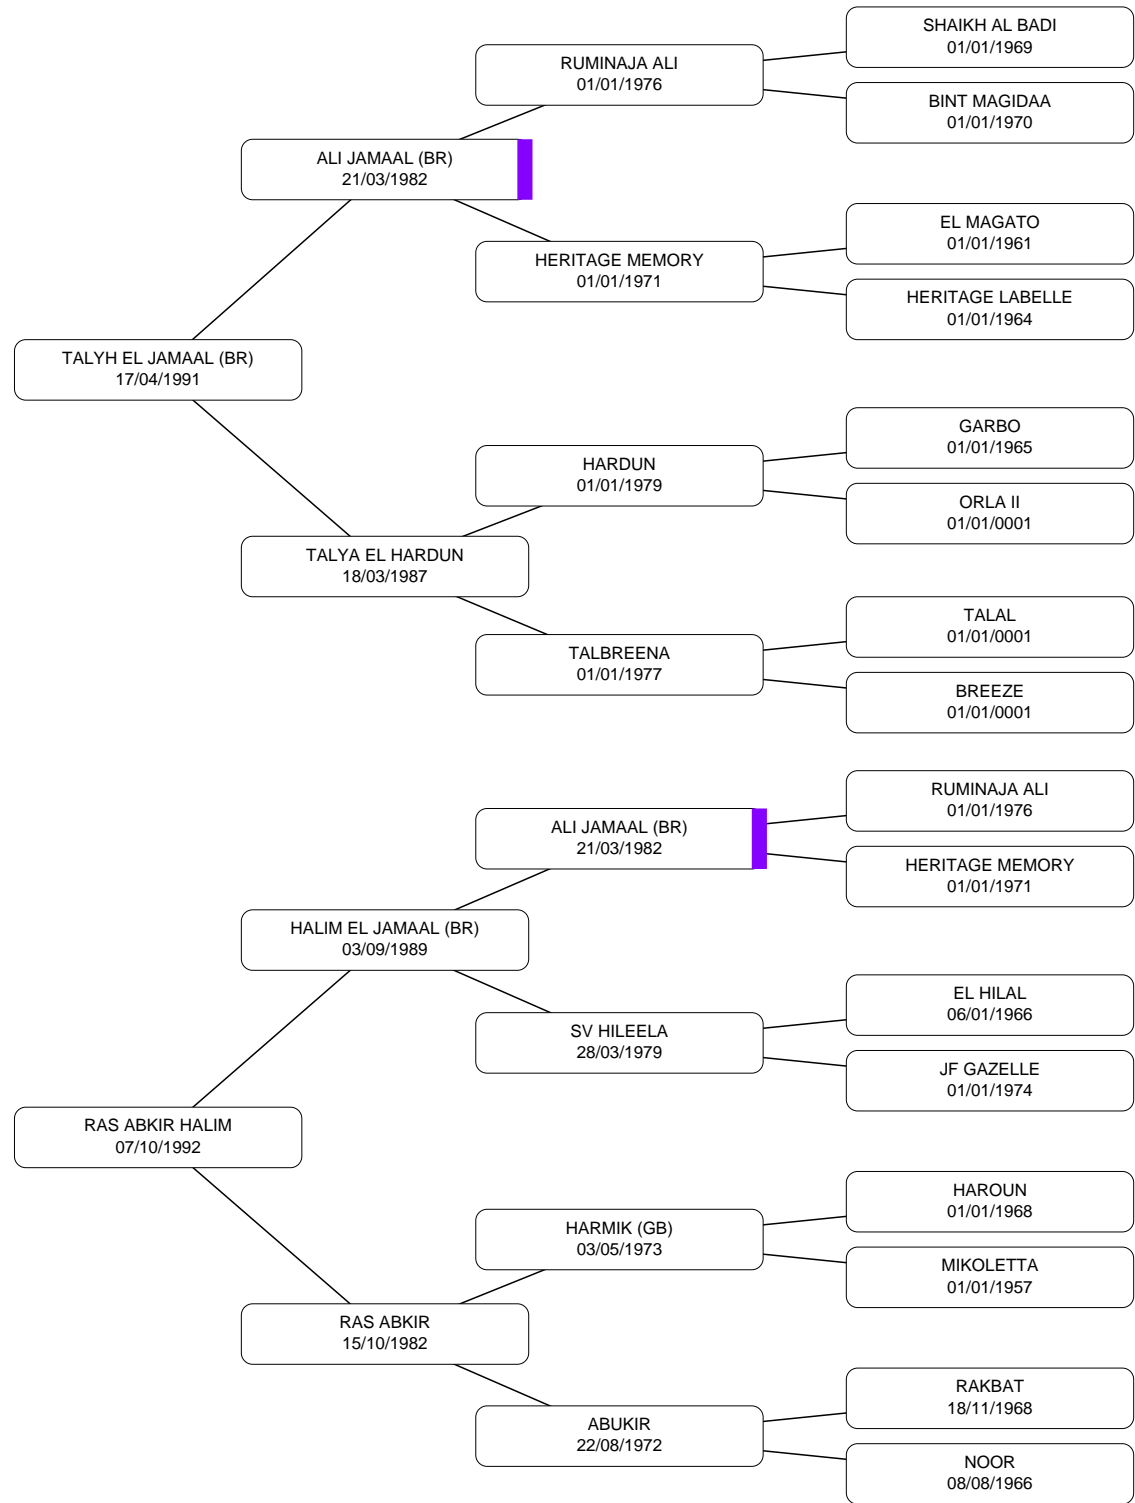 SHAIKH AL BADI
01/01/1969
RUMINAJA ALI
01/01/1976
BINT MAGIDAA
01/01/1970
ALI JAMAAL (BR)
21/03/1982
EL MAGATO
01/01/1961
HERITAGE MEMORY
01/01/1971
HERITAGE LABELLE
01/01/1964
TALYH EL JAMAAL (BR)
17/04/1991
GARBO
01/01/1965
HARDUN
01/01/1979
ORLA II
01/01/0001
TALYA EL HARDUN
18/03/1987
TALAL
01/01/0001
TALBREENA
01/01/1977
BREEZE
01/01/0001
RUMINAJA ALI
01/01/1976
ALI JAMAAL (BR)
21/03/1982
HERITAGE MEMORY
01/01/1971
HALIM EL JAMAAL (BR)
03/09/1989
EL HILAL
06/01/1966
SV HILEELA
28/03/1979
JF GAZELLE
01/01/1974
RAS ABKIR HALIM
07/10/1992
HAROUN
01/01/1968
HARMIK (GB)
03/05/1973
MIKOLETTA
01/01/1957
RAS ABKIR
15/10/1982
RAKBAT
18/11/1968
ABUKIR
22/08/1972
NOOR
08/08/1966